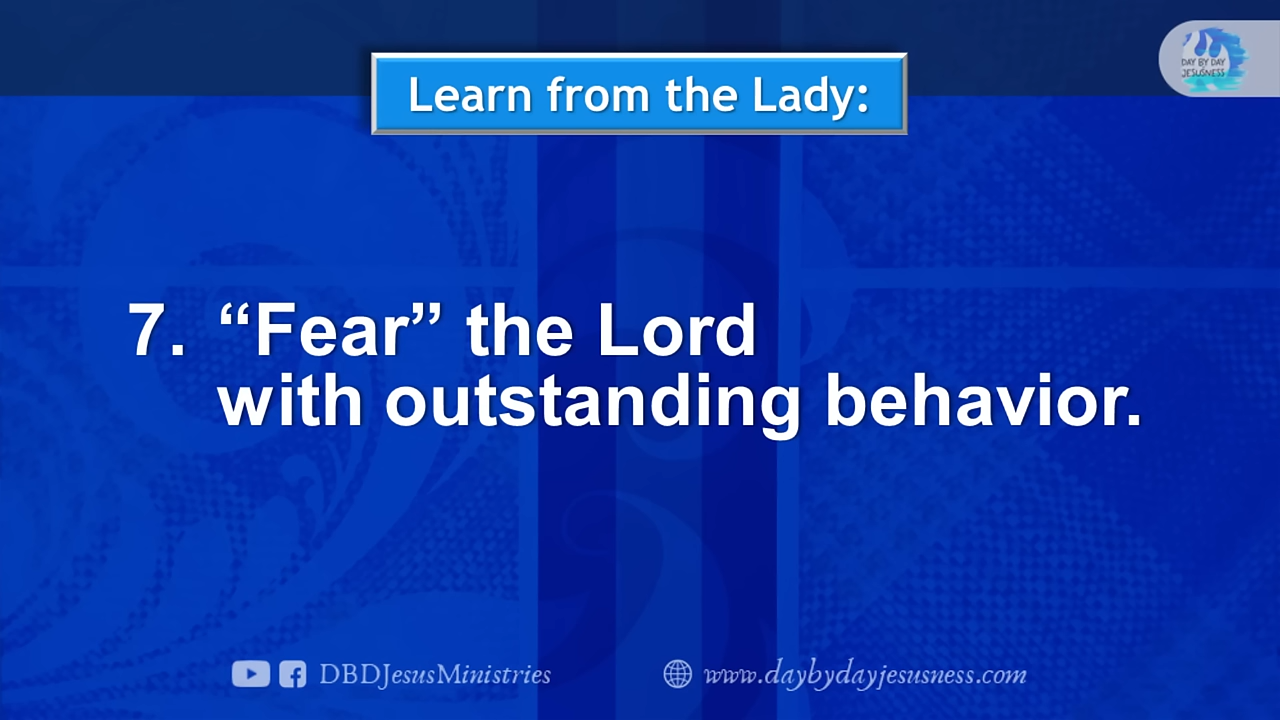 DAY BY DAY
JESUSNESS
Learn from the Lady:
7. “Fear” the Lord
with outstanding behavior.
DBDJesusMinistries
www.daybydayjesusness.com